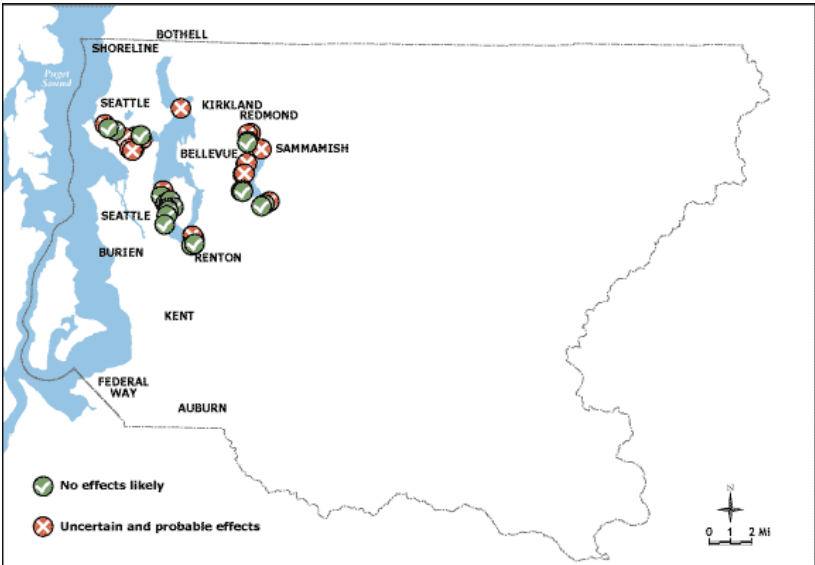 BOTHELL
SHORELINE
Puget
Sound
SEATTLE
KIRKLAND
REDMOND
BELLEVUE
SAMMAMISH
SEATTLE
BURIEN
RENTON
KENT
FEDERAL
WAY
AUBURN
No effects likely
Uncertain and probable effects
N
0 1 2 Mi